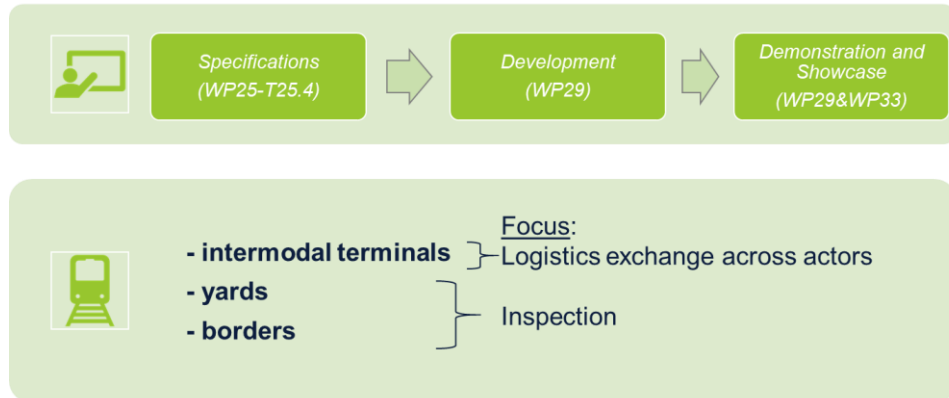 Specifications
(WP25-T25.4)
Development
(WP29)
Demonstration and
Showcase
(WP29&WP33)
Focus:
- intermodal terminals
Logistics exchange across actors
- yards
- borders
Inspection